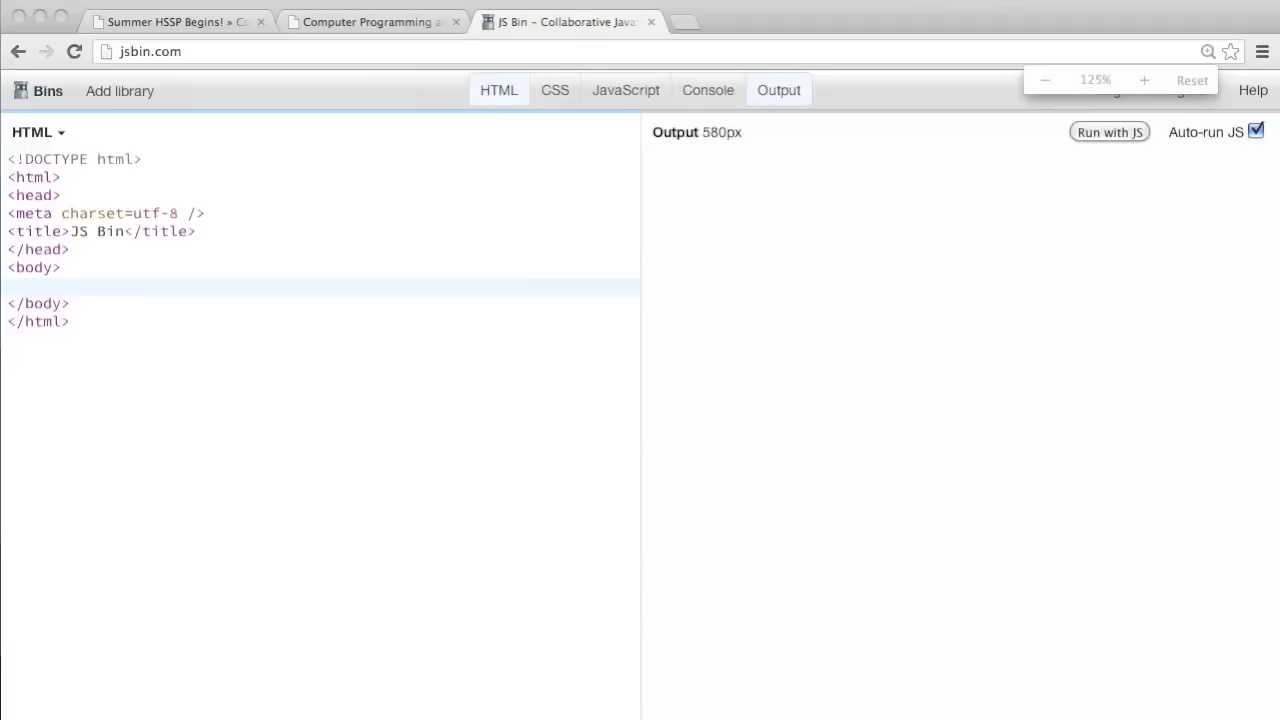 Summer HSSP Begins! » Co
Computer Programming a
JS Bin - Collaborative Java
jsbin.com
Bins
Add library
HTML
CSS
JavaScript
Console
Output
125%
Reset
Help
HTML
Output 580px
Run with JS
Auto-run JS
<!DOCTYPE html>
<html>
<head>
<meta charset=utf-8 />
<title>JS Bin</title>
</head>
<body>
</body>
</html>